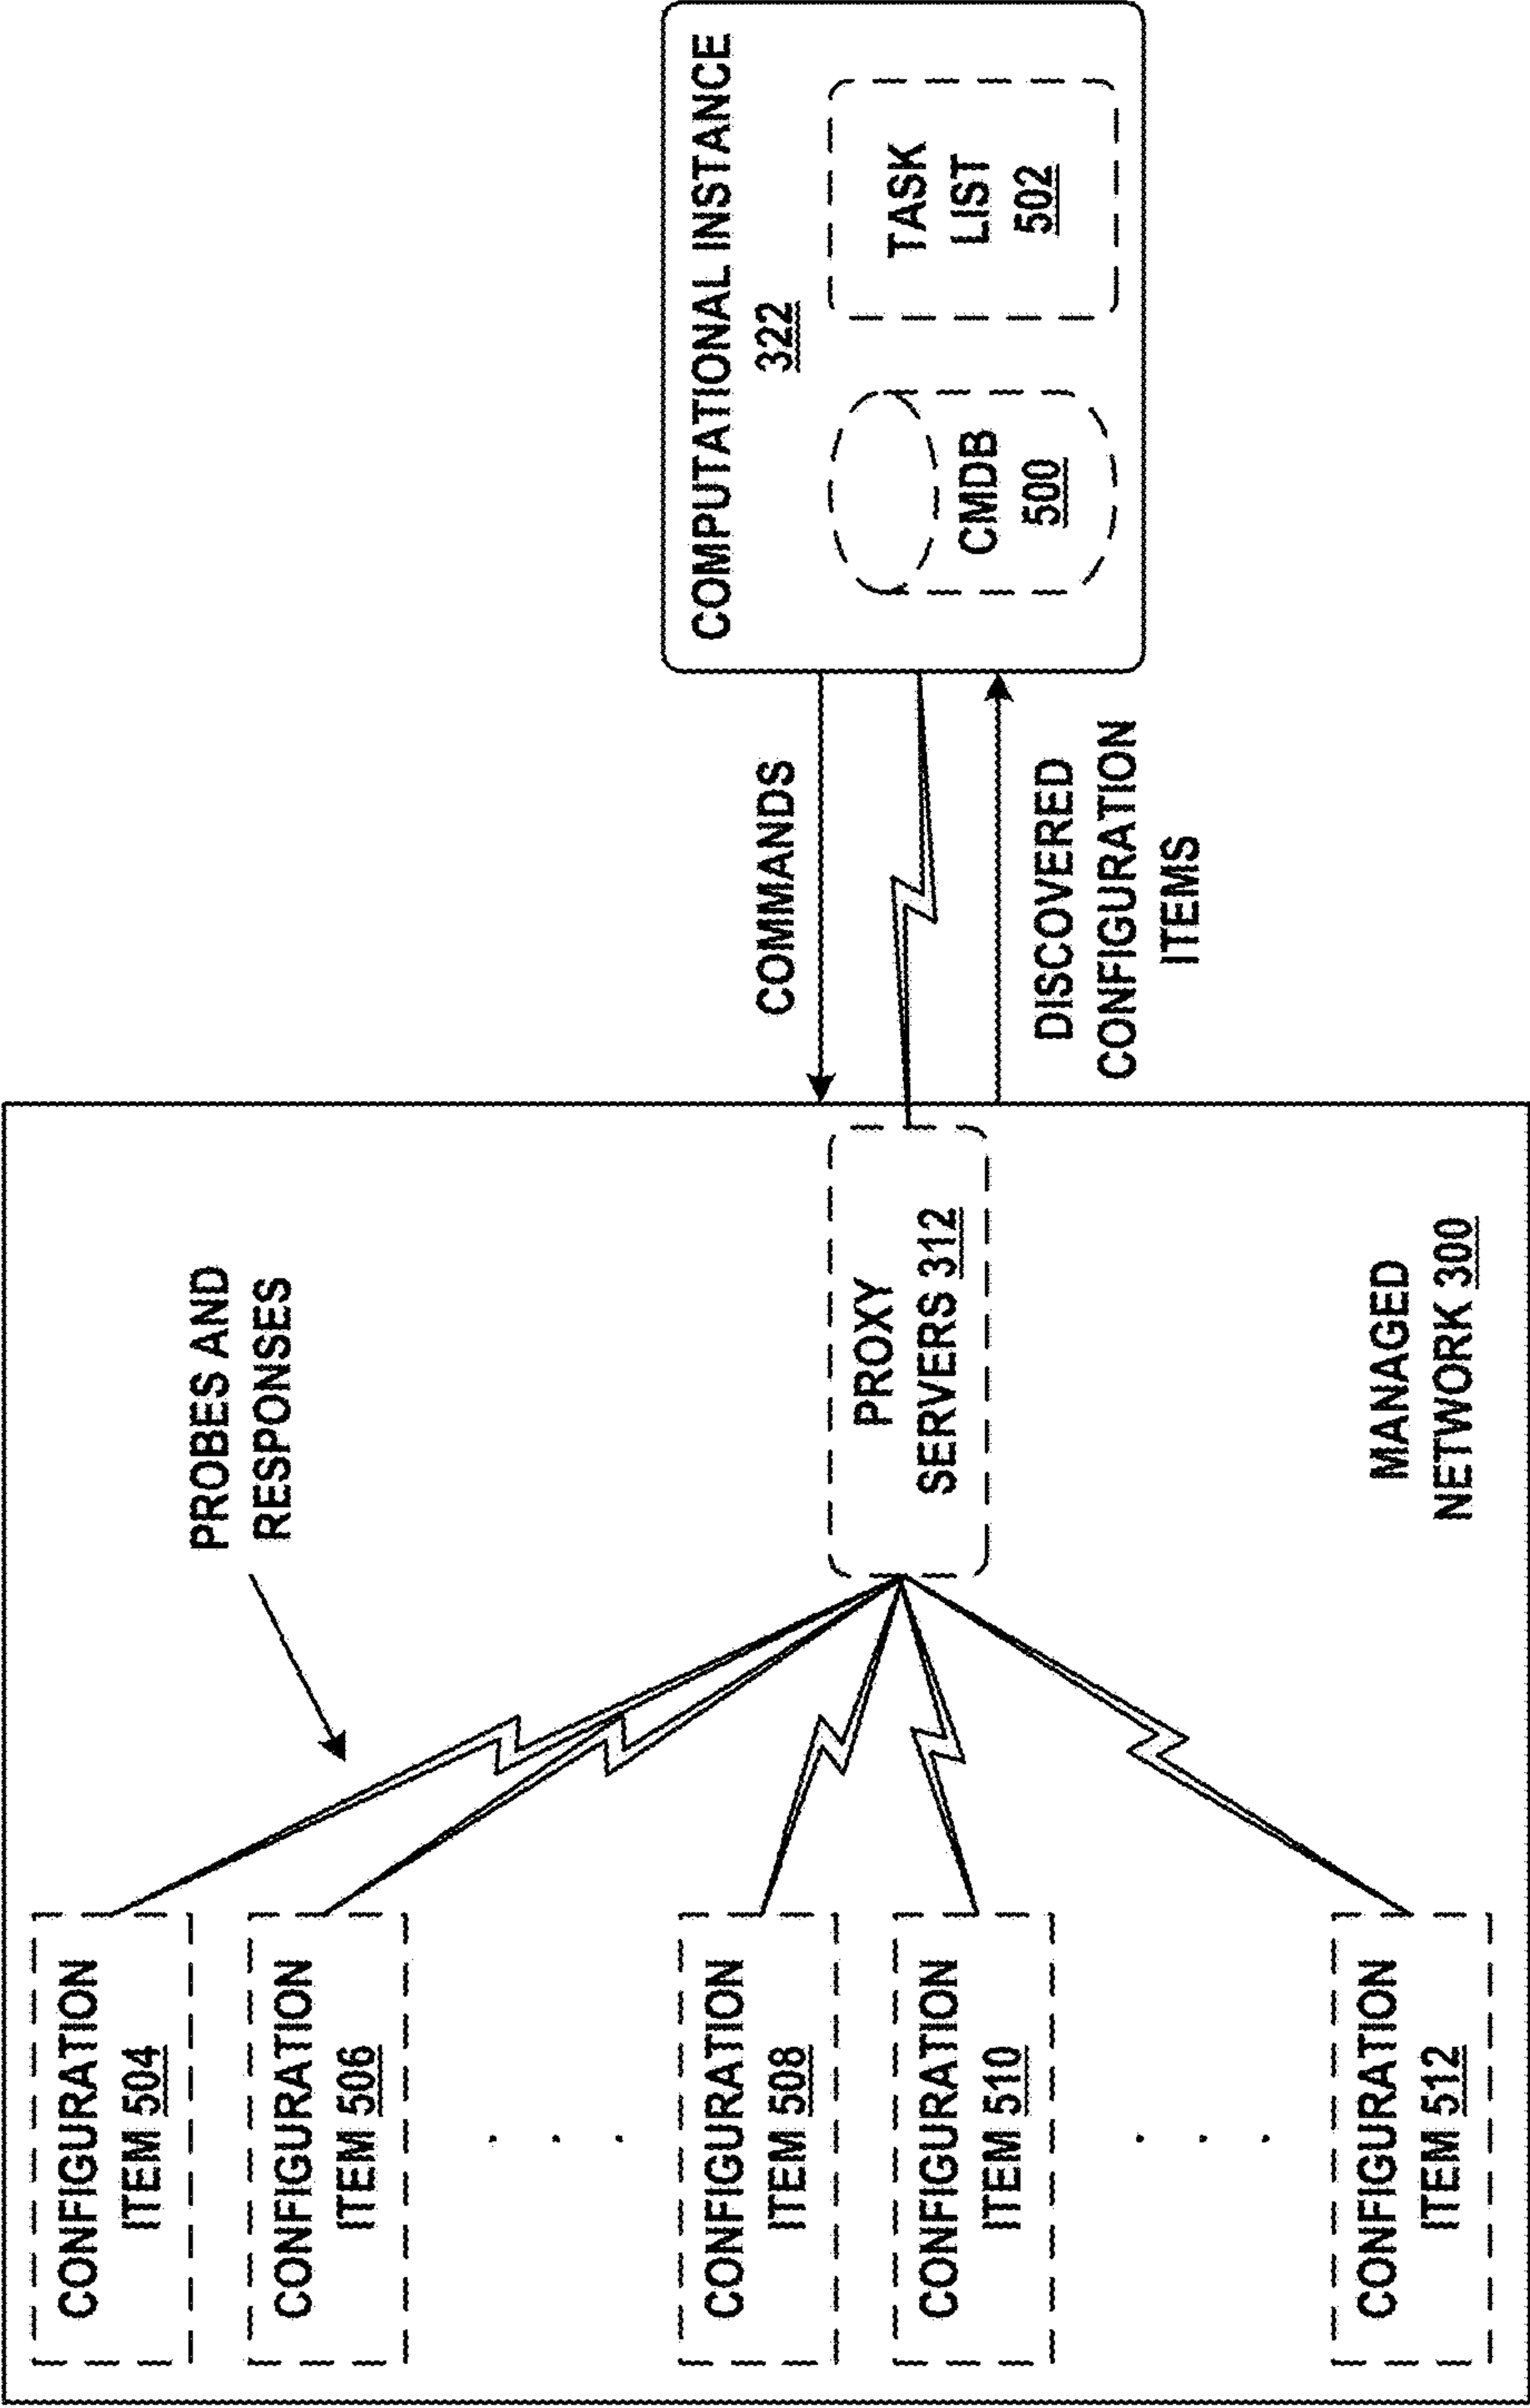 COMPUTATIONAL INSTANCE
322
CMDB
500
TASK
LIST
502
COMMANDS
DISCOVERED
CONFIGURATION
ITEMS
PROBES AND
RESPONSES
PROXY
SERVERS 312
MANAGED
NETWORK 300
CONFIGURATION
ITEM 504
CONFIGURATION
ITEM 506
. . .
CONFIGURATION
ITEM 508
CONFIGURATION
ITEM 510
. . .
CONFIGURATION
ITEM 512